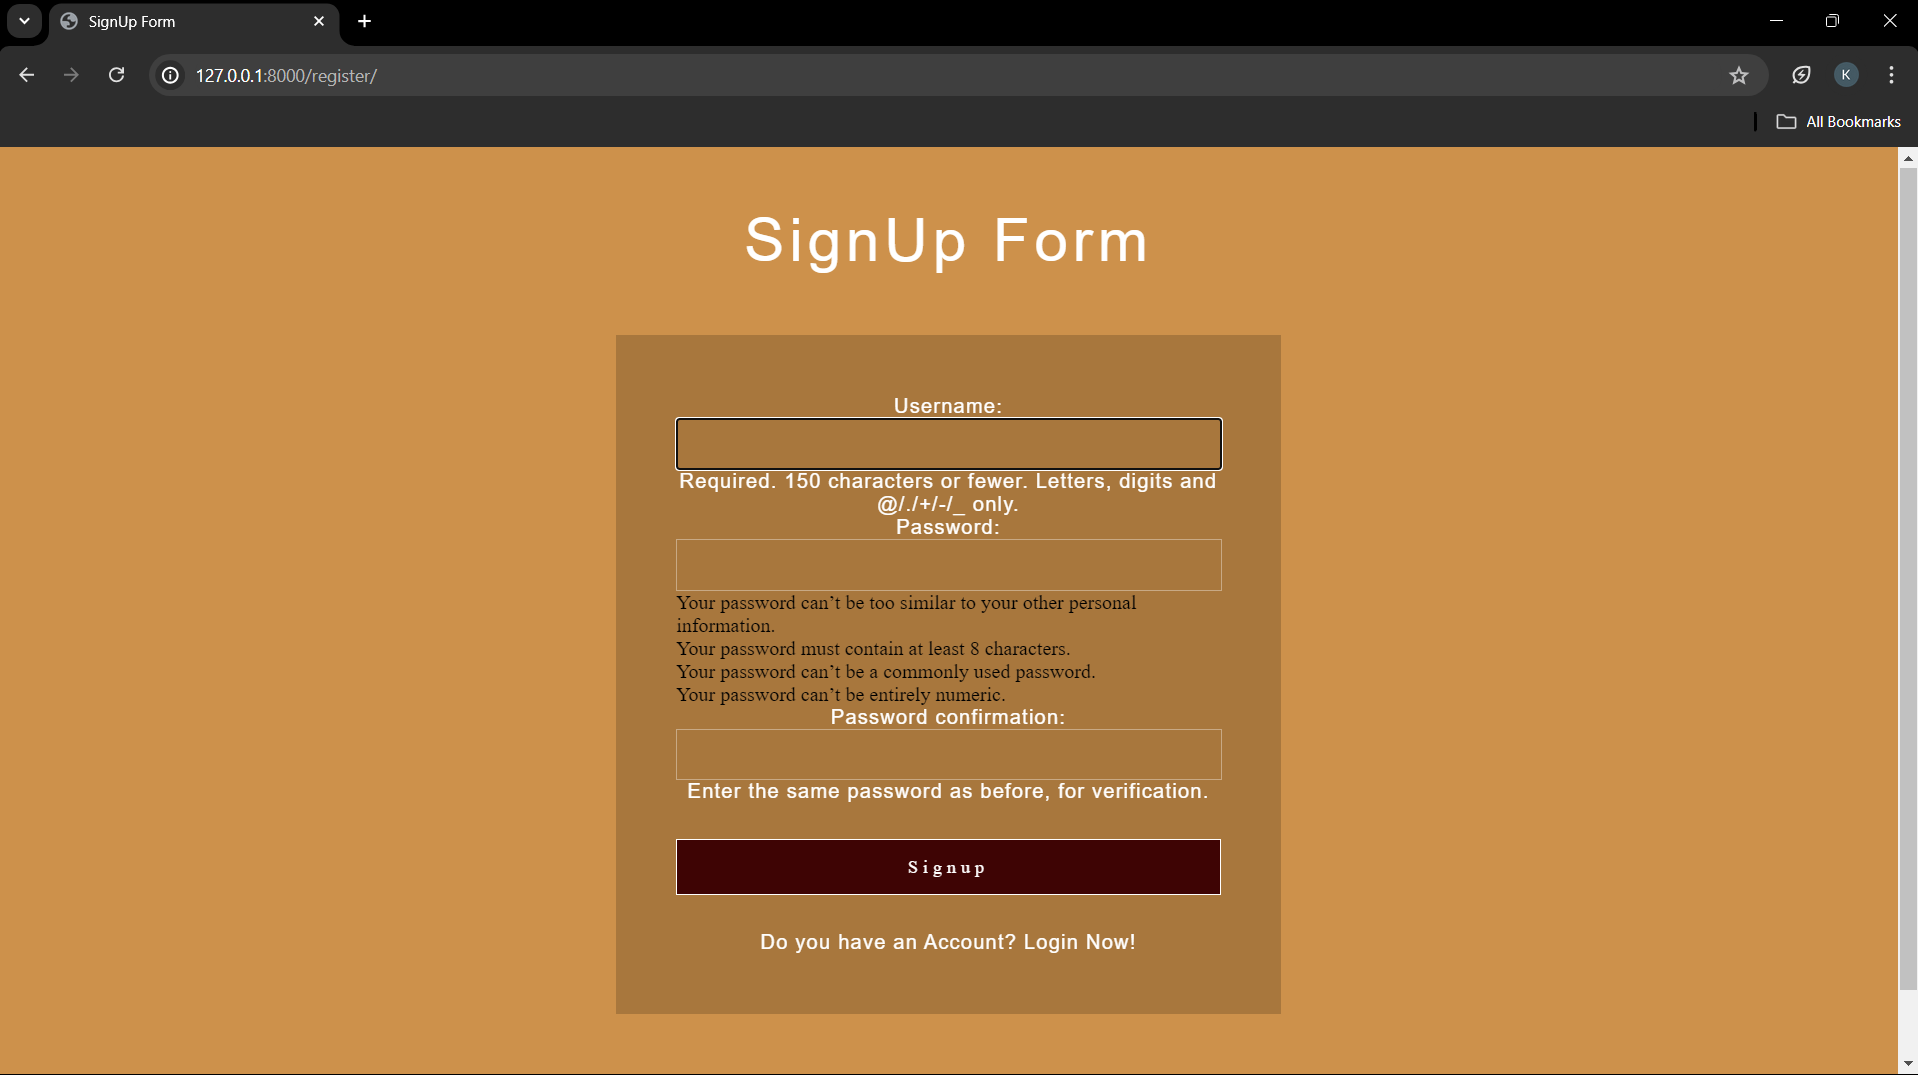 SignUp Form
127.0.0.1:8000/register/
K
All Bookmarks
SignUp Form
Username:
Required. 150 characters or fewer. Letters, digits and
@/./+/-/_ only.
Password:
Your password can’t be too similar to your other personal
information.
Your password must contain at least 8 characters.
Your password can’t be a commonly used password.
Your password can’t be entirely numeric.
Password confirmation:
Enter the same password as before, for verification.
Signup
Do you have an Account? Login Now!